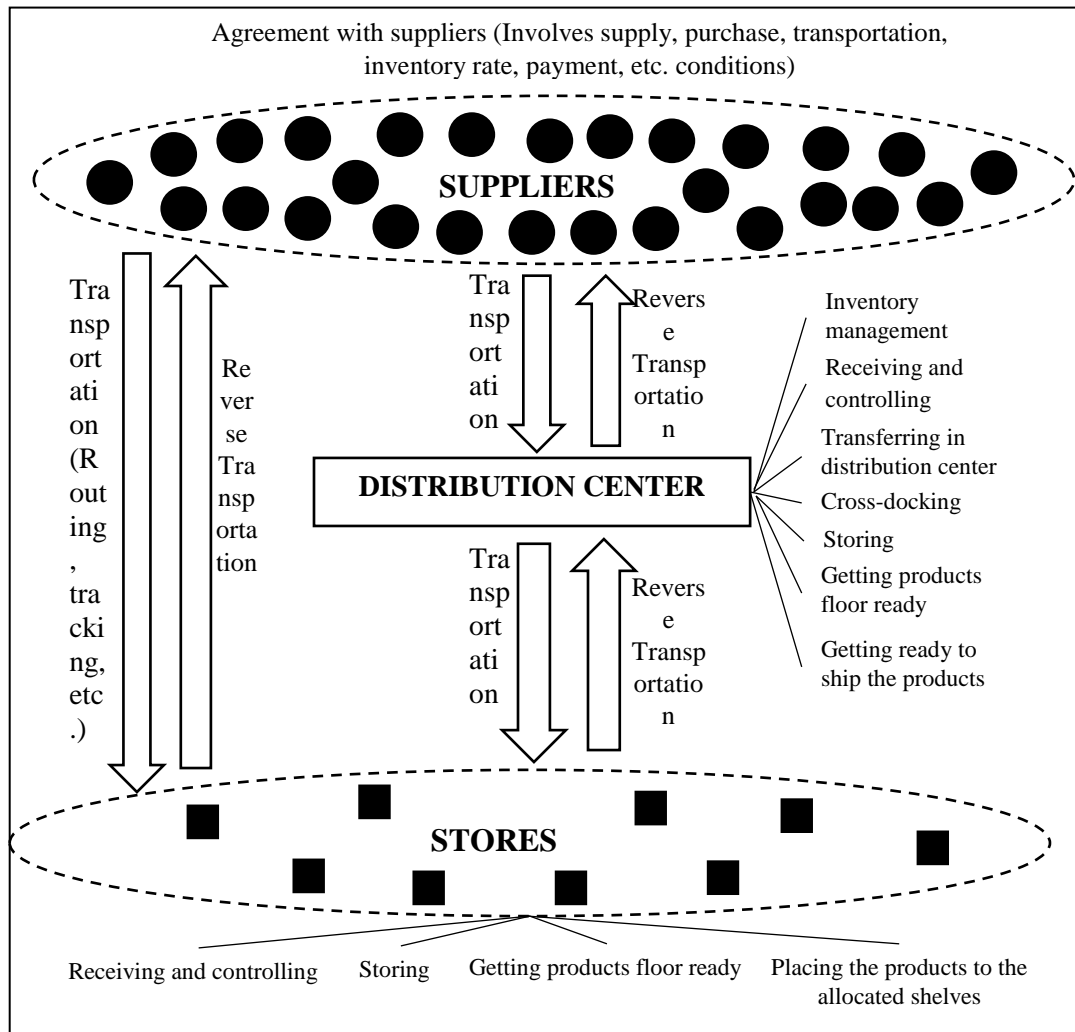 Agreement with suppliers (Involves supply, purchase, transportation,
inventory rate, payment, etc. conditions)
SUPPLIERS
Tra
nsp
ort
ati
on
(R
out
ing
,
tra
cki
ng,
etc
.)
Re
ver
se
Tra
nsp
orta
tion
Tra
nsp
ort
ati
on
Revers
e
Transp
ortatio
n
Inventory
management
Receiving and
controlling
Transferring in
distribution center
Cross-docking
Storing
Getting products
floor ready
Getting ready to
ship the products
DISTRIBUTION CENTER
Tra
nsp
ort
ati
on
Revers
e
Transp
ortatio
n
STORES
Receiving and controlling
Storing
Getting products floor ready
Placing the products to the
allocated shelves